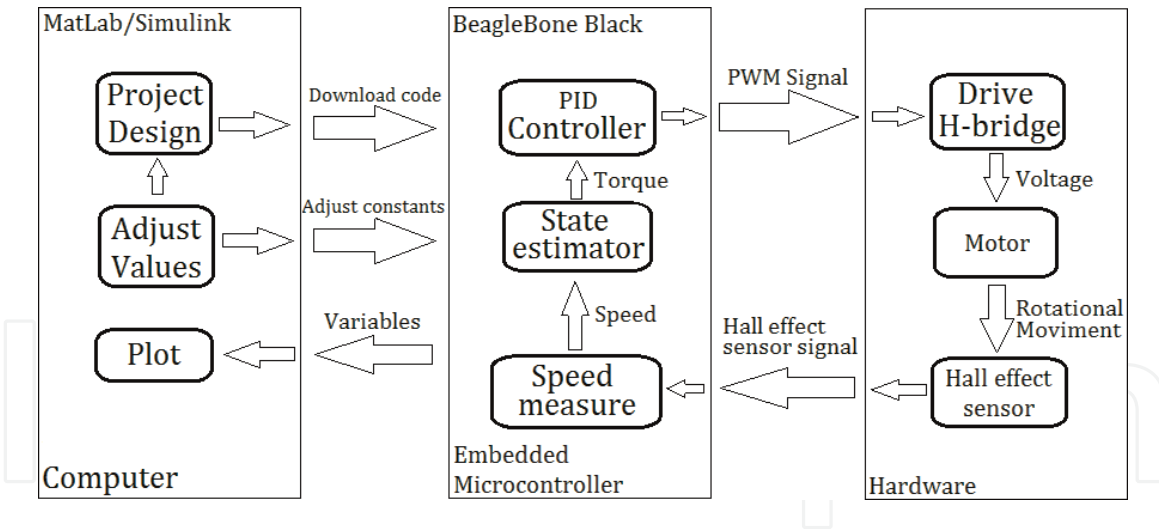 MatLab/Simulink
Project
Design
Adjust
Values
Plot
Computer
Download code
Adjust constants
Variables
BeagleBone Black
PID
Controller
Torque
State
estimator
Speed
Speed
measure
Embedded
Microcontroller
PWM Signal
Hall effect
sensor signal
Drive
H-bridge
Voltage
Motor
Rotational
Moviment
Hall effect
sensor
Hardware